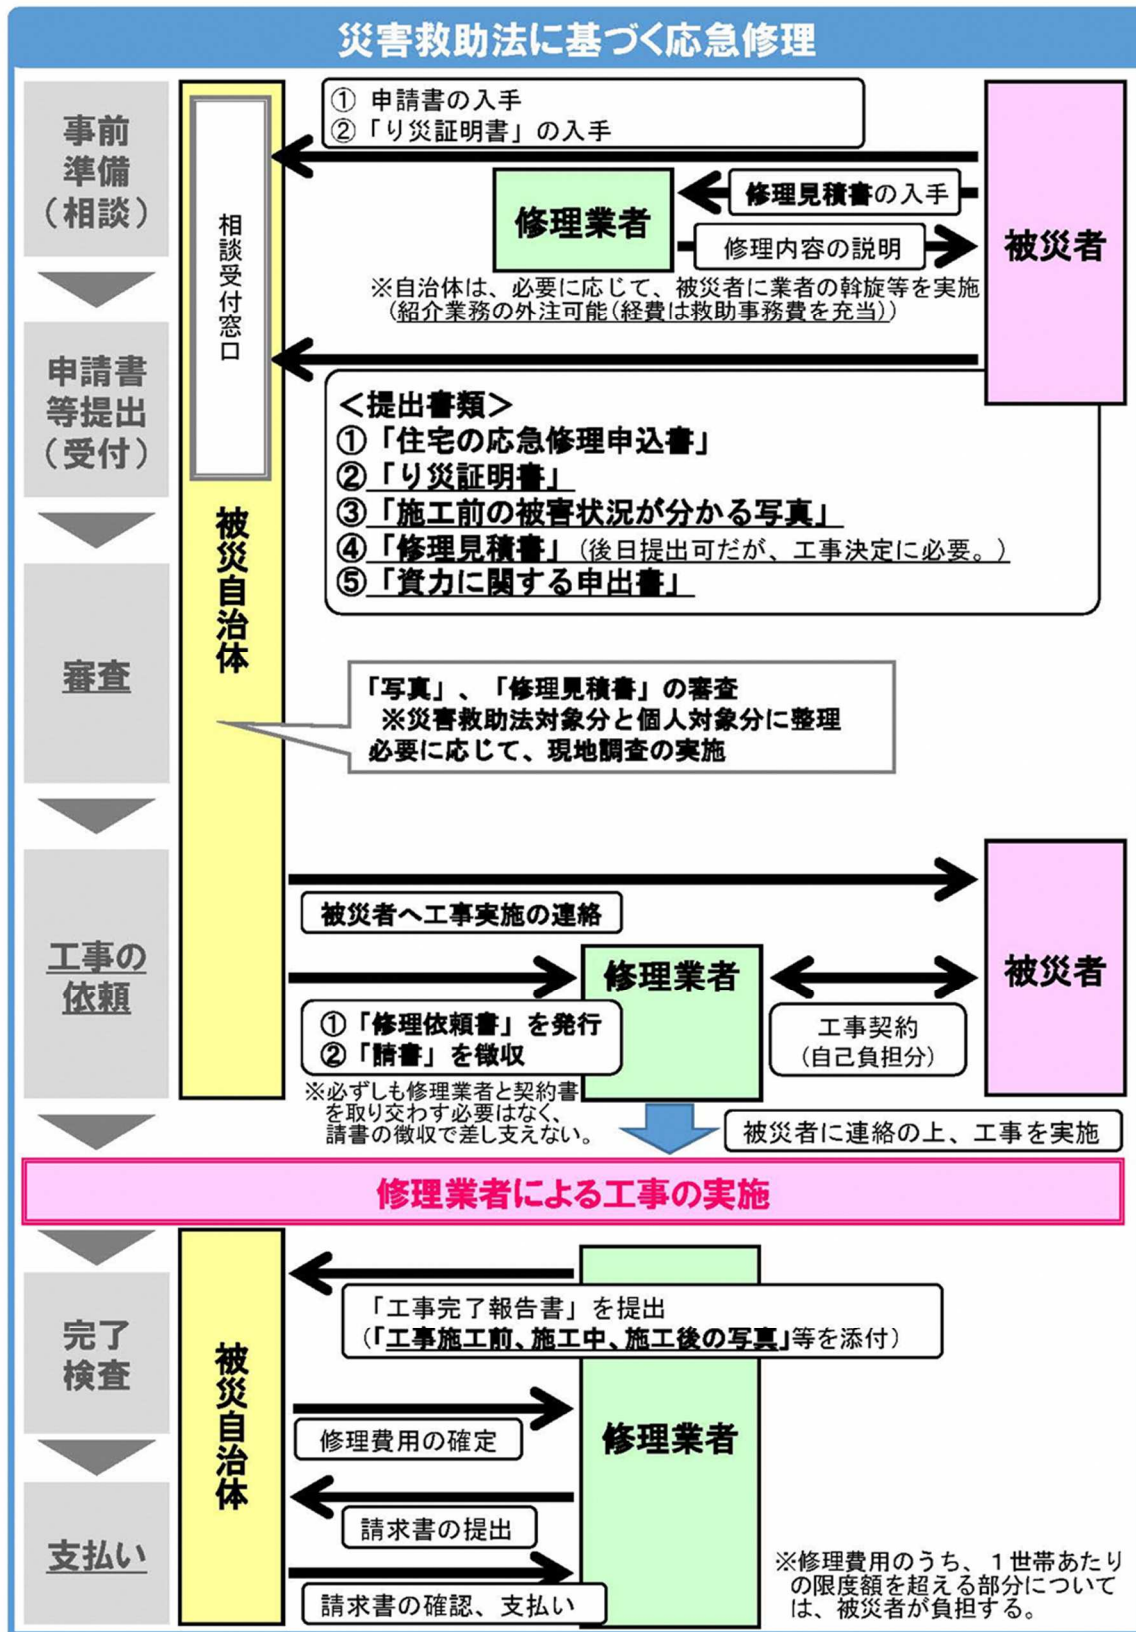 災害救助法に基づく応急修理
事前
準備
（相談）
① 申請書の入手
② 「り災証明書」の入手
相談受付窓口
修理業者
修理見積書の入手
修理内容の説明
被災者
※自治体は、必要に応じて、被災者に業者の斡旋等を実施
（紹介業務の外注可能（経費は救助事務費を充当））
申請書
等提出
（受付）
＜提出書類＞
①「住宅の応急修理申込書」
②「り災証明書」
③「施工前の被害状況が分かる写真」
④「修理見積書」（後日提出可だが、工事決定に必要。）
⑤「資力に関する申出書」
被災自治体
審査
「写真」、「修理見積書」の審査
※災害救助法対象分と個人対象分に整理
必要に応じて、現地調査の実施
工事の
依頼
被災者へ工事実施の連絡
修理業者
被災者
①「修理依頼書」を発行
②「請書」を徴収
工事契約
（自己負担分）
※必ずしも修理業者と契約書
を取り交わす必要はなく、
請書の徴収で差し支えない。
被災者に連絡の上、工事を実施
修理業者による工事の実施
完了
検査
被災自治体
「工事完了報告書」を提出
（「工事施工前、施工中、施工後の写真」等を添付）
修理費用の確定
修理業者
請求書の提出
支払い
請求書の確認、支払い
※修理費用のうち、１世帯あたり
の限度額を超える部分について
は、被災者が負担する。